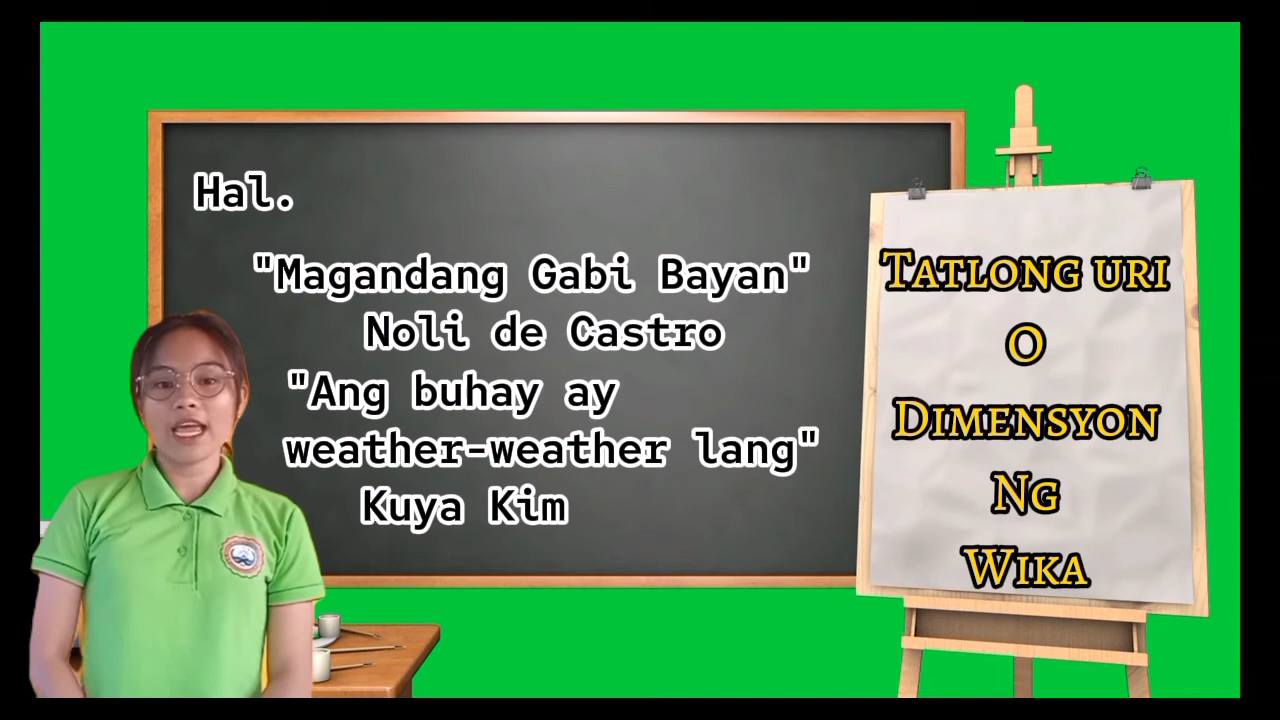 Hal.
"Magandang Gabi Bayan"
Noli de Castro
"Ang buhay ay
weather-weather lang"
Kuya Kim
Tatlong uri
O
Dimensyon
Ng
Wika